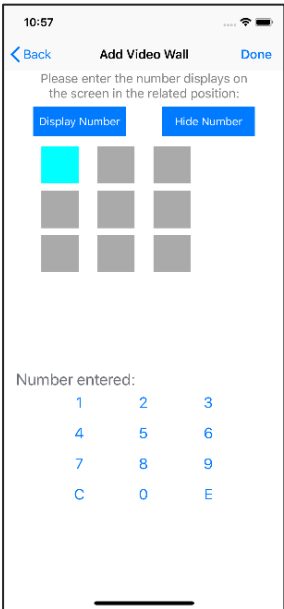 10:57
Back Add Video Wall Done
Please enter the number displays on
the screen in the related position:
Display Number Hide Number
Number entered:
1 2 3
4 5 6
7 8 9
C 0 E